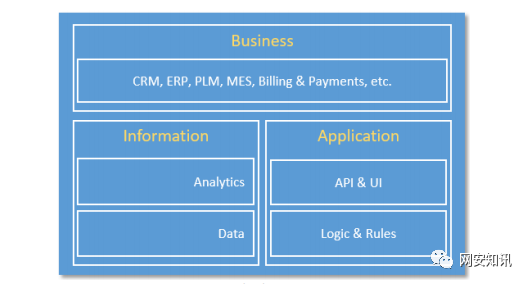 Business
CRM, ERP, PLM, MES, Billing & Payments, etc.
Information
Analytics
Data
Application
API & UI
Logic & Rules
网安知讯